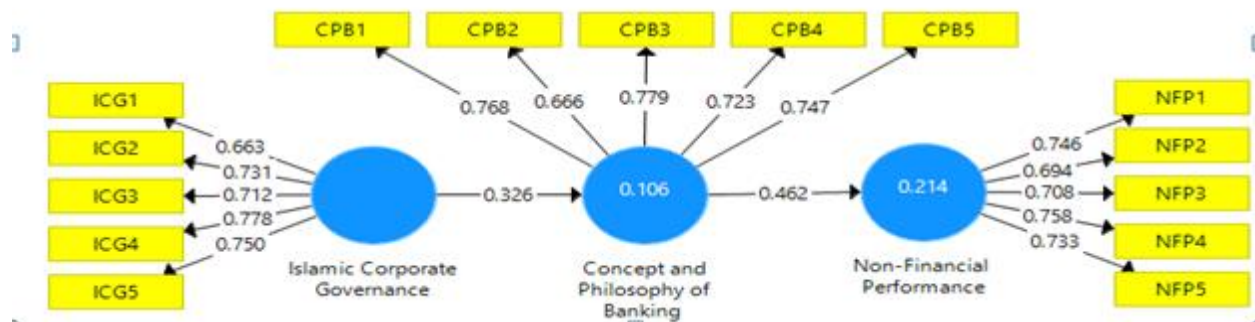 CPB1
CPB2
CPB3
CPB4
CPB5
0.768
0.666
0.779
0.723
0.747
ICG1
ICG2
ICG3
ICG4
ICG5
0.663
0.731
0.712
0.778
0.750
0.326
0.106
0.462
0.214
0.746
0.694
0.708
0.758
0.733
NFP1
NFP2
NFP3
NFP4
NFP5
Islamic Corporate
Governance
Concept and
Philosophy of
Banking
Non-Financial
Performance